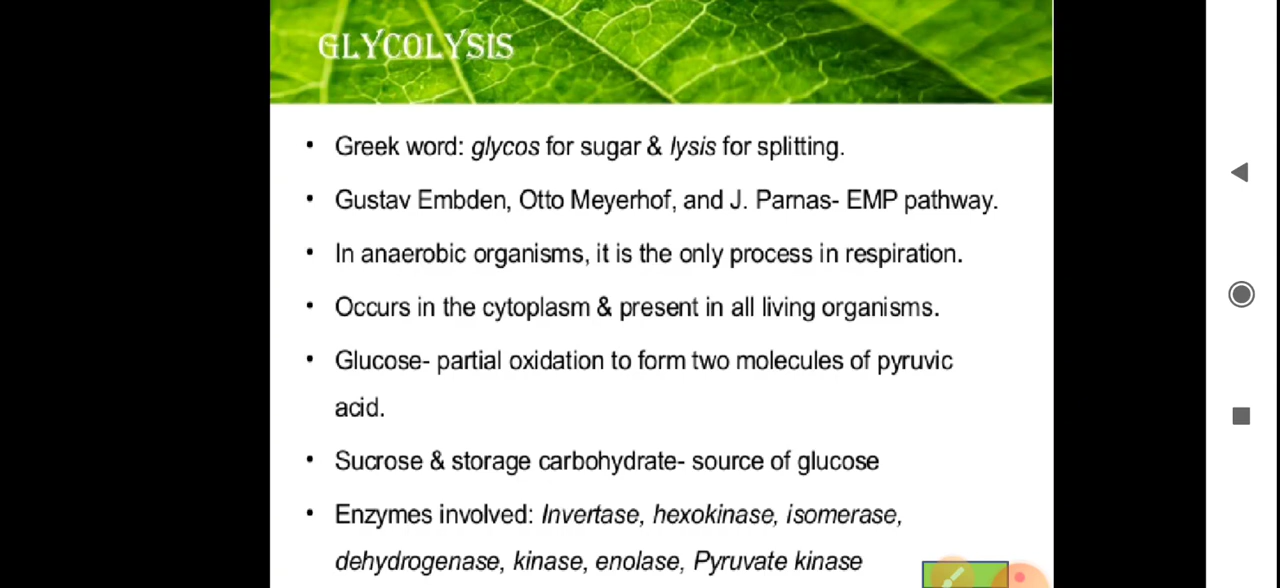 GLYCOLYSIS
• Greek word: glycos for sugar & lysis for splitting.
• Gustav Embden, Otto Meyerhof, and J. Parnas- EMP pathway.
• In anaerobic organisms, it is the only process in respiration.
• Occurs in the cytoplasm & present in all living organisms.
• Glucose- partial oxidation to form two molecules of pyruvic
acid.
• Sucrose & storage carbohydrate- source of glucose
• Enzymes involved: Invertase, hexokinase, isomerase,
dehydrogenase, kinase, enolase, Pyruvate kinase